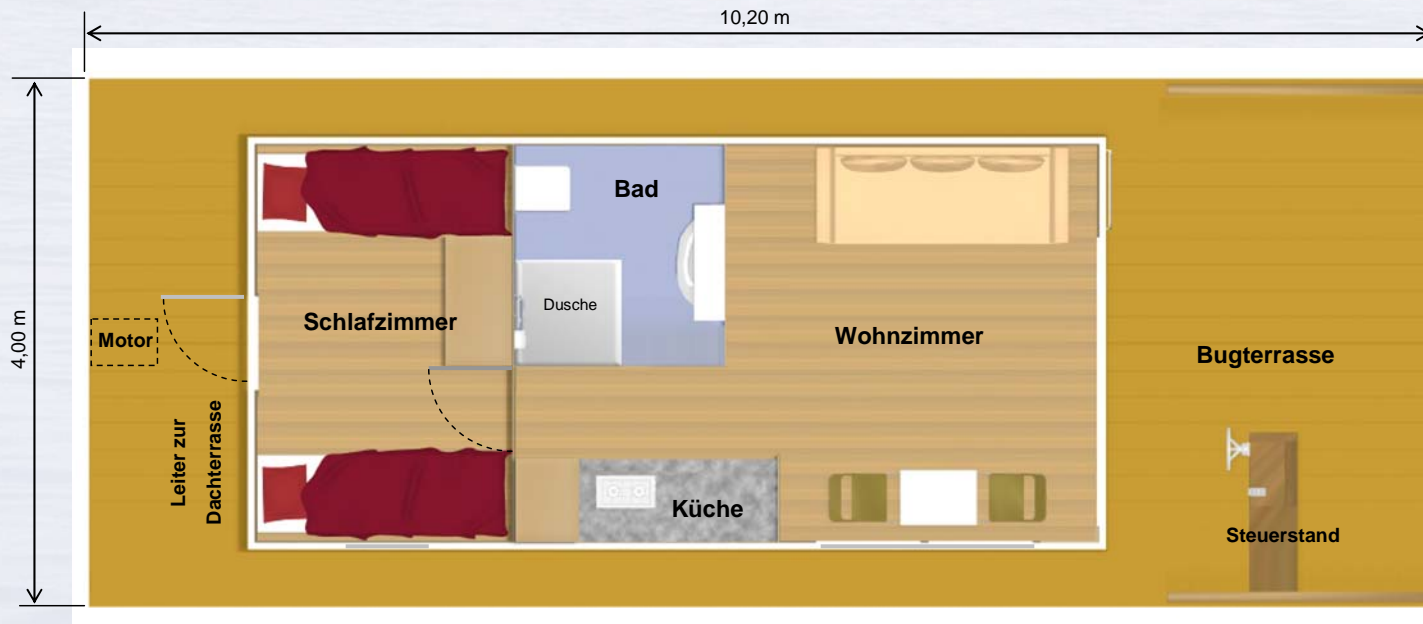 10,20 m
4,00 m
Bad
Dusche
Schlafzimmer
Motor
Wohnzimmer
Bugterrasse
Leiter zur
Dachterrasse
Küche
Steuerstand